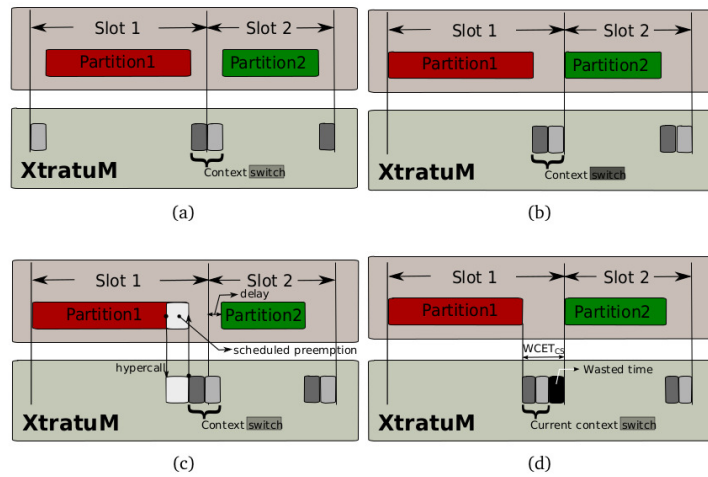 Slot 1 Slot 2
Partition1 Partition2
XtratuM
Context switch
(a)
Slot 1 Slot 2
Partition1 Partition2
XtratuM
Context switch
(b)
Slot 1 Slot 2
delay
Partition1 Partition2
scheduled preemption
hypercall
XtratuM
Context switch
(c)
Slot 1 Slot 2
Partition1 Partition2
WCETCS
Wasted time
XtratuM
Current context switch
(d)